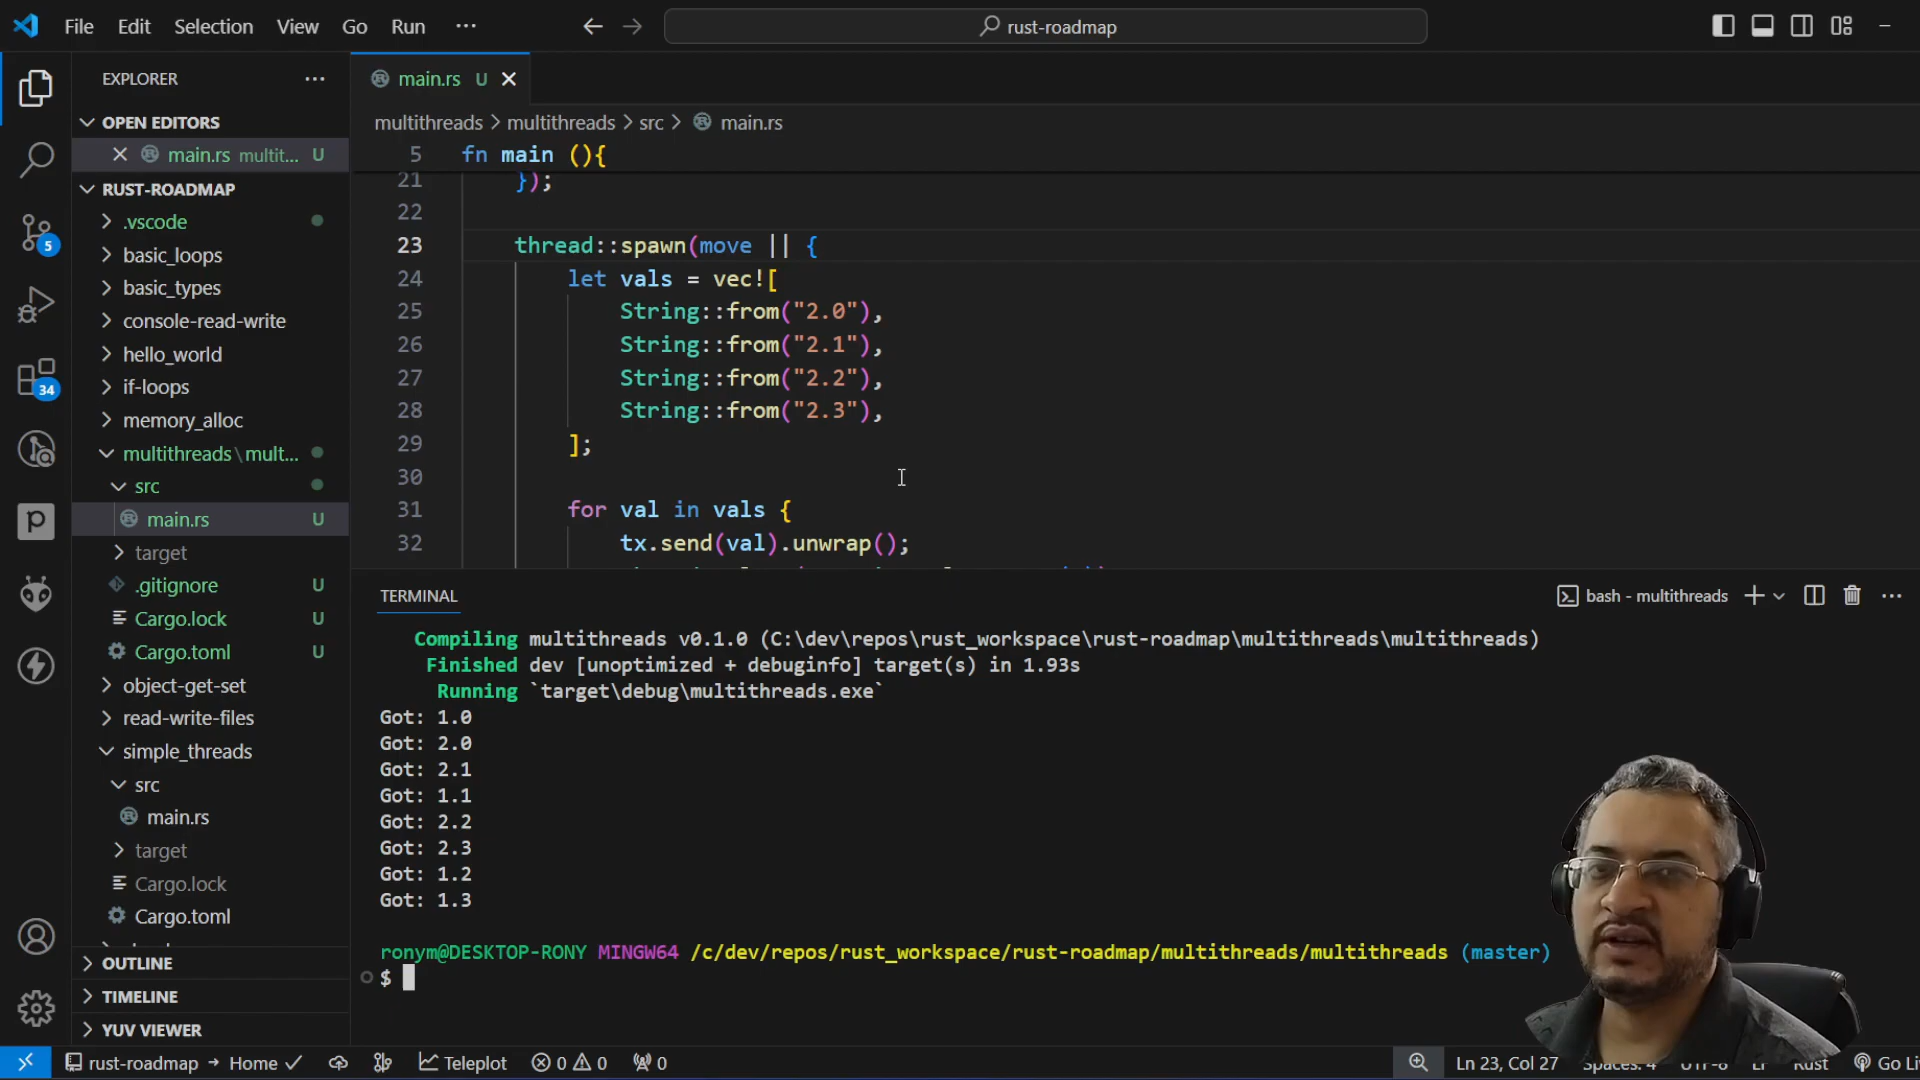 File Edit Selection View Go Run ···
rust-roadmap
EXPLORER
main.rs U
OPEN EDITORS
main.rs multit... U
RUST-ROADMAP
.vscode
basic_loops
basic_types
console-read-write
hello_world
if-loops
memory_alloc
multithreads\mult...
src
main.rs U
target
.gitignore U
Cargo.lock U
Cargo.toml U
object-get-set
read-write-files
simple_threads
src
main.rs
target
Cargo.lock
Cargo.toml
OUTLINE
TIMELINE
YUV VIEWER
5
34
multithreads > multithreads > src > main.rs
5 fn main (){
21 });
22
23 thread::spawn(move || {
24 let vals = vec![
25 String::from("2.0"),
26 String::from("2.1"),
27 String::from("2.2"),
28 String::from("2.3"),
29 ];
30
31 for val in vals {
32 tx.send(val).unwrap();
TERMINAL
bash - multithreads
Compiling multithreads v0.1.0 (C:\dev\repos\rust_workspace\rust-roadmap\multithreads\multithreads)
Finished dev [unoptimized + debuginfo] target(s) in 1.93s
Running `target\debug\multithreads.exe`
Got: 1.0
Got: 2.0
Got: 2.1
Got: 1.1
Got: 2.2
Got: 2.3
Got: 1.2
Got: 1.3
ronym@DESKTOP-RONY MINGW64 /c/dev/repos/rust_workspace/rust-roadmap/multithreads/multithreads (master)
$
rust-roadmap → Home ✓ Teleplot 0 0 0 Ln 23, Col 27 Spaces: 4 UTF-8 LF Rust Go